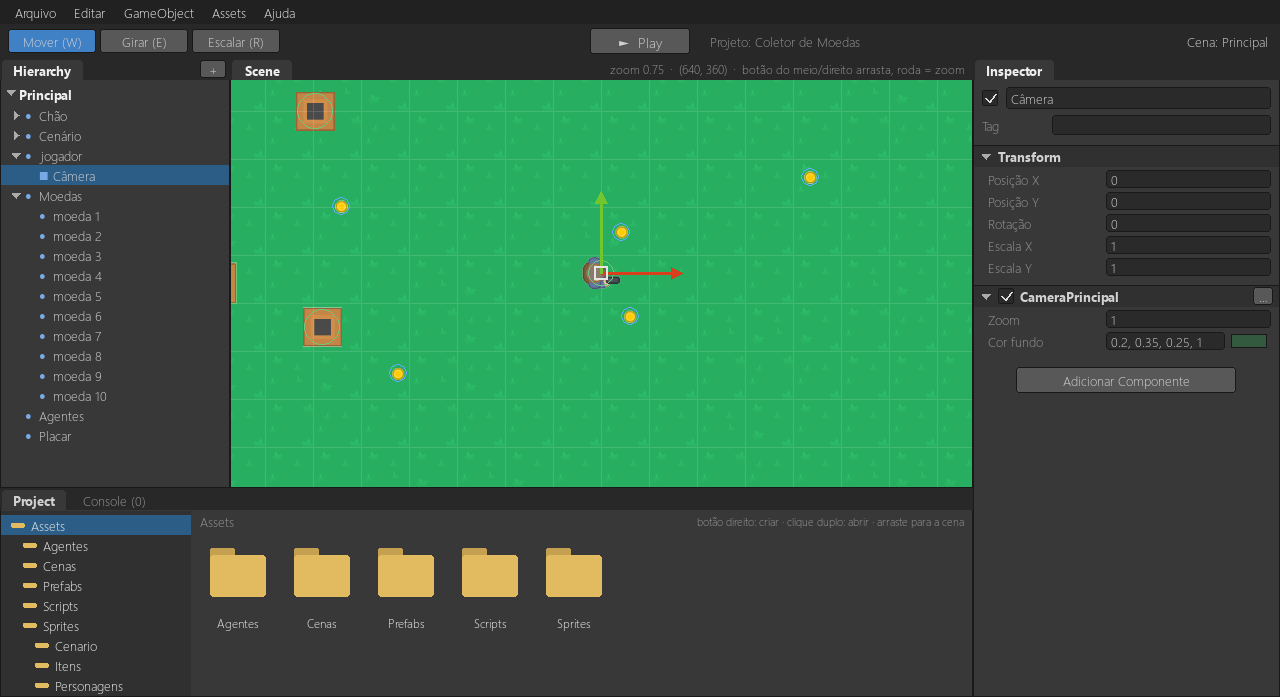 Arquivo Editar GameObject Assets Ajuda
Mover (W) Girar (E) Escalar (R) ► Play Projeto: Coletor de Moedas Cena: Principal
Hierarchy +
Principal
Chão
Cenário
jogador
Câmera
Moedas
moeda 1
moeda 2
moeda 3
moeda 4
moeda 5
moeda 6
moeda 7
moeda 8
moeda 9
moeda 10
Agentes
Placar
Scene zoom 0.75 · (640, 360) · botão do meio/direito arrasta, roda = zoom
Inspector
Câmera
Tag
Transform
Posição X 0
Posição Y 0
Rotação 0
Escala X 1
Escala Y 1
CameraPrincipal ...
Zoom 1
Cor fundo 0.2, 0.35, 0.25, 1
Adicionar Componente
Project Console (0)
Assets
Agentes
Cenas
Prefabs
Scripts
Sprites
Cenario
Itens
Personagens
Assets botão direito: criar · clique duplo: abrir · arraste para a cena
Agentes Cenas Prefabs Scripts Sprites